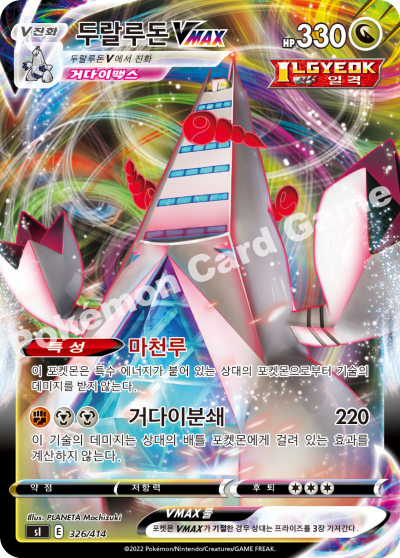 V진화
두랄루돈 VMAX
HP 330
두랄루돈V에서 진화
거다이맥스
ILGYEOK
일격
Pokémon Card Game
특성 마천루
이 포켓몬은 특수 에너지가 붙어 있는 상대의 포켓몬으로부터 기술의
데미지를 받지 않는다.
거다이분쇄 220
이 기술의 데미지는 상대의 배틀 포켓몬에게 걸려 있는 효과를
계산하지 않는다.
약점 저항력 후퇴
Illus. PLANETA Mochizuki
VMAX 룰
sI E 326/414
포켓몬 VMAX가 기절한 경우 상대는 프라이즈를 3장 가져간다.
©2022 Pokémon/Nintendo/Creatures/GAME FREAK.